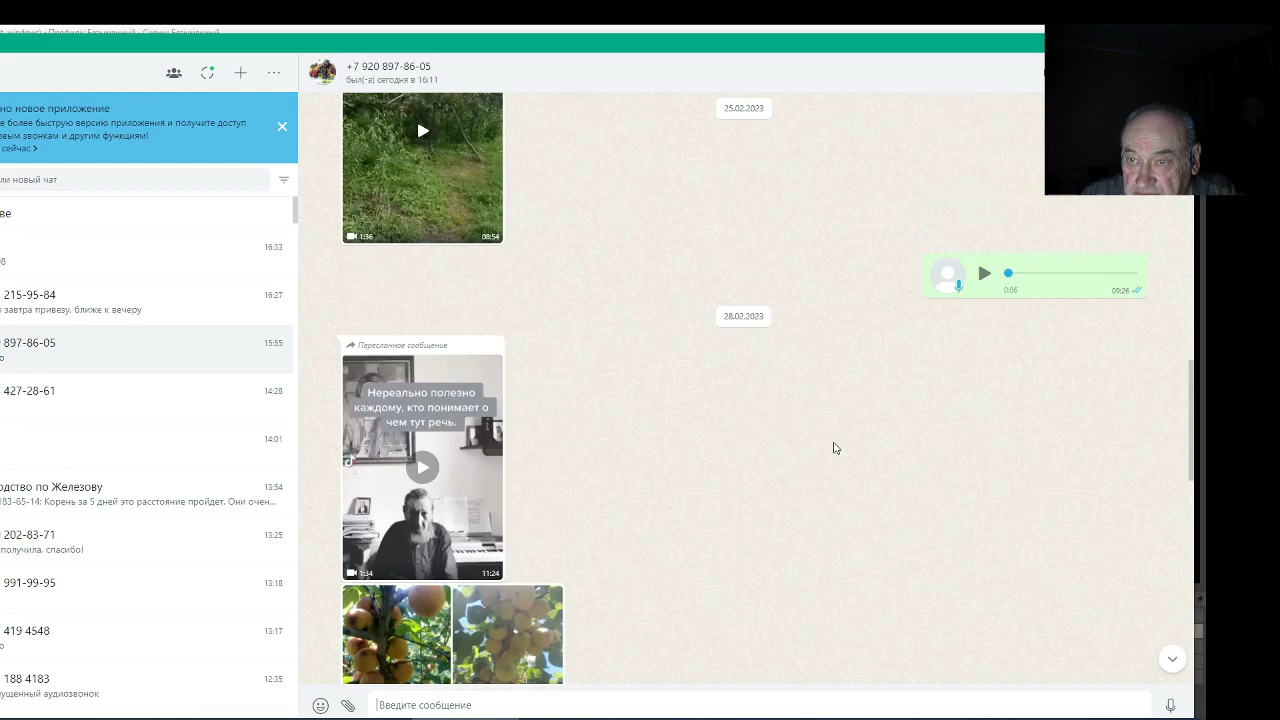 +7 920 897-86-05
был(-а) сегодня в 16:11
но новое приложение
е более быструю версию приложения и получите доступ
овым звонкам и другим функциям!
сейчас
ли новый чат
ве
16:33
215-95-84
16:27
завтра привезу, ближе к вечеру
897-86-05
15:55
427-28-61
14:28
14:01
одство по Железову
13:54
183-65-14: Корень за 5 дней это расстояние пройдёт. Они очен...
202-83-71
13:25
получила, спасибо!
991-99-95
13:18
419 4548
13:17
188 4183
12:35
ущенный аудиозвонок
25.02.2023
1:36
08:54
0:06
09:26
28.02.2023
Пересланное сообщение
Нереально полезно
каждому, кто понимает о
чем тут речь.
1:34
11:24
Введите сообщение